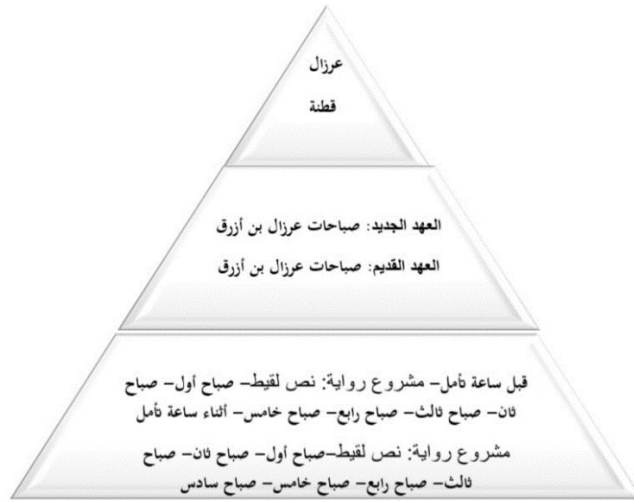 عرزال
قطنة
العهد الجديد: صباحات عرزال بن أزرق
العهد القديم: صباحات عرزال بن أزرق
قبل ساعة تأمل– مشروع رواية: نص لقيط– صباح أول– صباح
ثان– صباح ثالث– صباح رابع– صباح خامس– أثناء ساعة تأمل
مشروع رواية: نص لقيط–صباح أول– صباح ثان– صباح
ثالث– صباح رابع– صباح خامس– صباح سادس